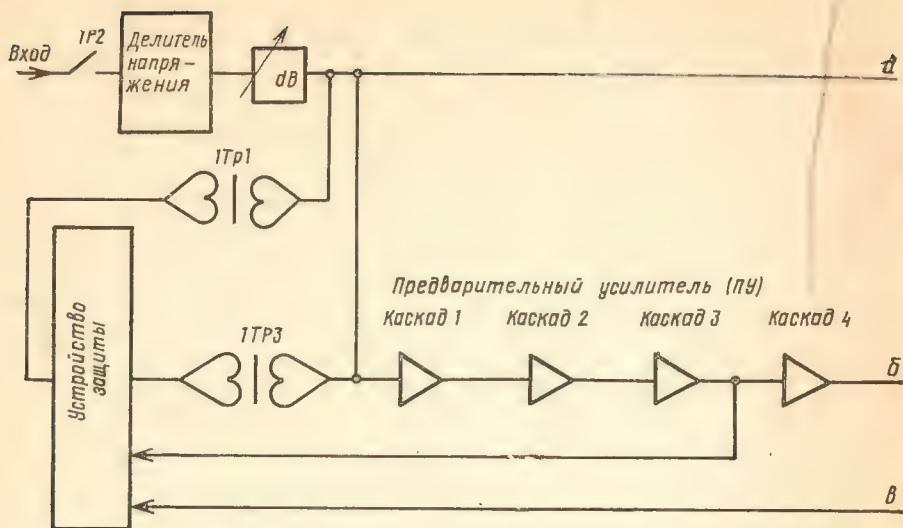 Вход
1Р2
Делитель
напря-
жения
dB
а
1Тр1
Устройство
защиты
1ТР3
Предварительный усилитель (ПУ)
Каскад 1 Каскад 2 Каскад 3 Каскад 4
б
в